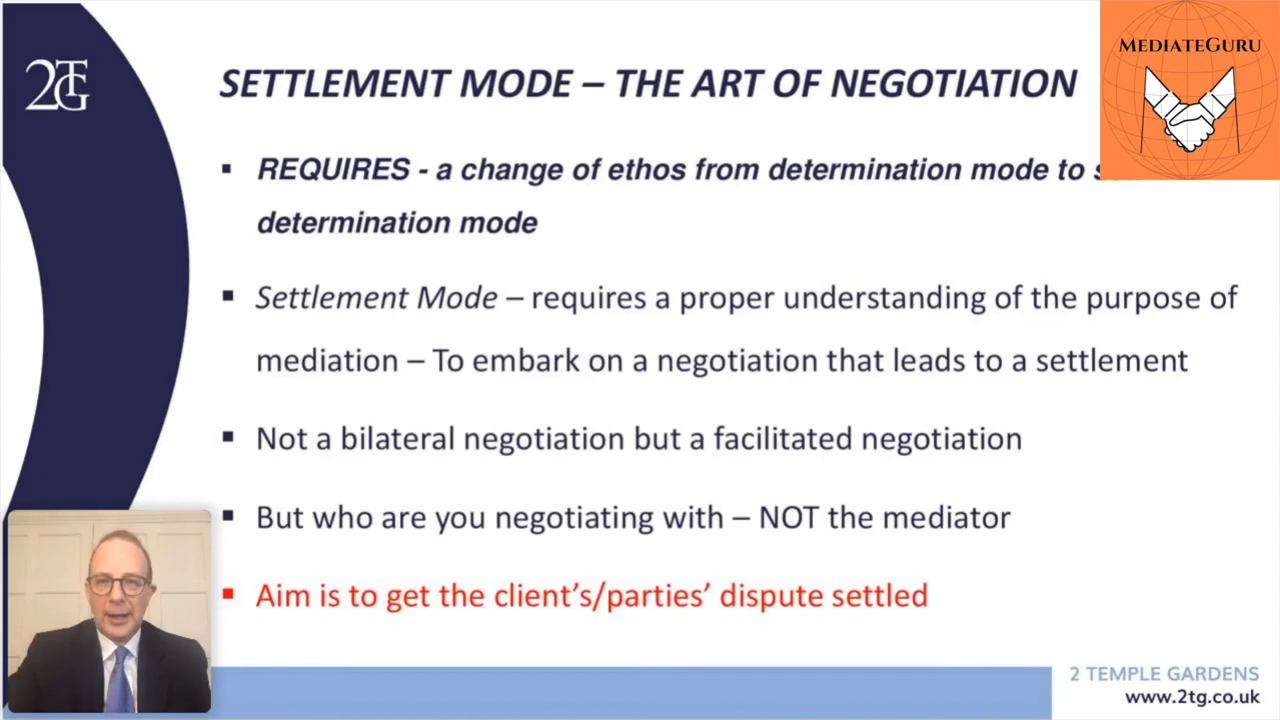 2TG
MEDIATEGURU
SETTLEMENT MODE – THE ART OF NEGOTIATION
▪ REQUIRES - a change of ethos from determination mode to
determination mode
▪ Settlement Mode – requires a proper understanding of the purpose of
mediation – To embark on a negotiation that leads to a settlement
▪ Not a bilateral negotiation but a facilitated negotiation
▪ But who are you negotiating with – NOT the mediator
▪ Aim is to get the client’s/parties’ dispute settled
2 TEMPLE GARDENS
www.2tg.co.uk